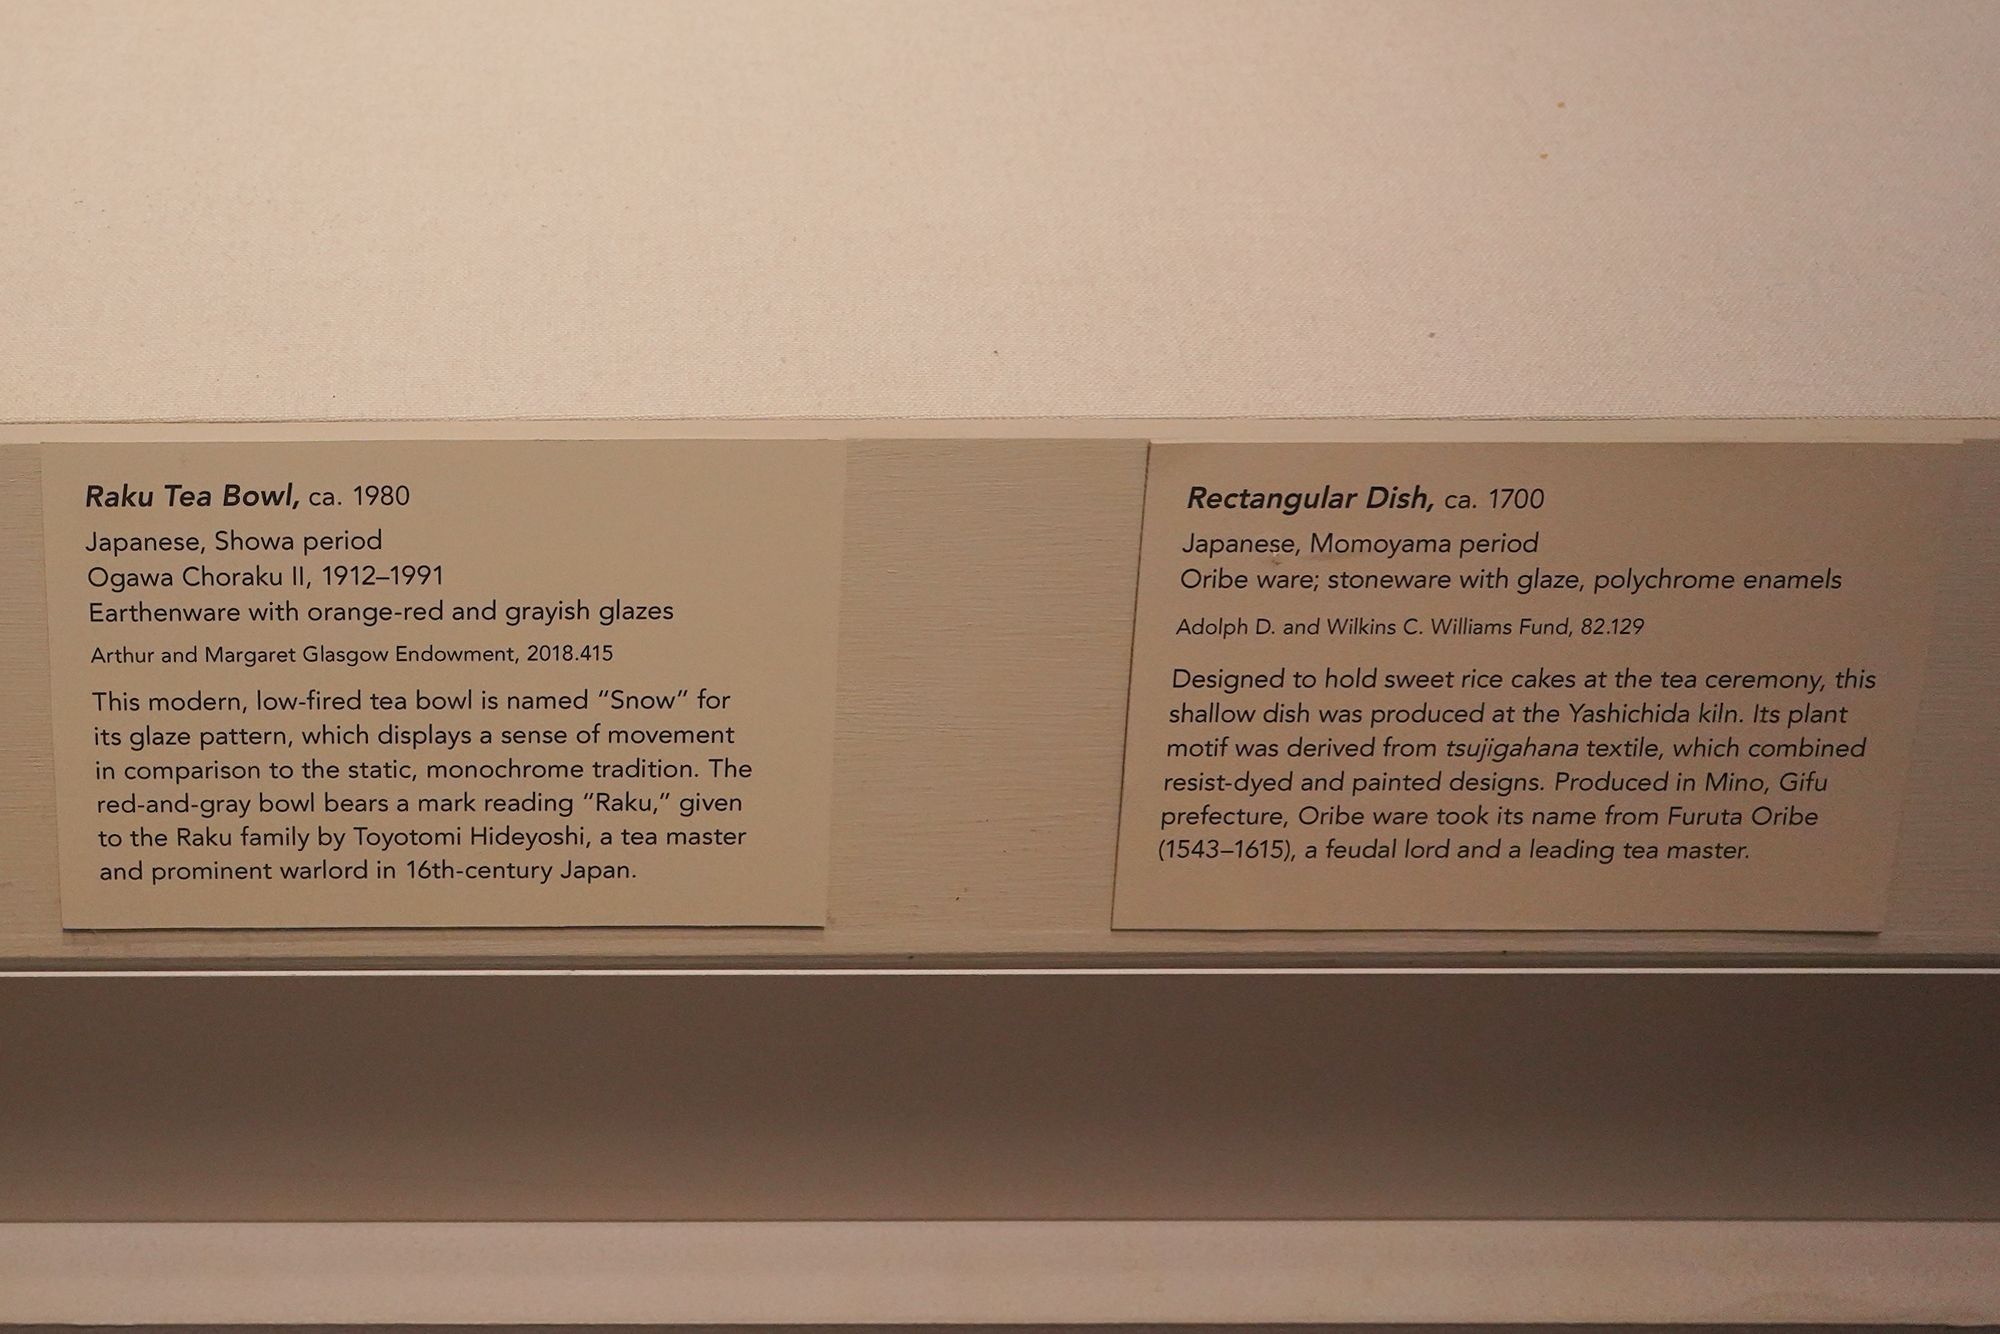 Raku Tea Bowl, ca. 1980
Japanese, Showa period
Ogawa Choraku II, 1912–1991
Earthenware with orange-red and grayish glazes
Arthur and Margaret Glasgow Endowment, 2018.415
This modern, low-fired tea bowl is named “Snow” for
its glaze pattern, which displays a sense of movement
in comparison to the static, monochrome tradition. The
red-and-gray bowl bears a mark reading “Raku,” given
to the Raku family by Toyotomi Hideyoshi, a tea master
and prominent warlord in 16th-century Japan.
Rectangular Dish, ca. 1700
Japanese, Momoyama period
Oribe ware; stoneware with glaze, polychrome enamels
Adolph D. and Wilkins C. Williams Fund, 82.129
Designed to hold sweet rice cakes at the tea ceremony, this
shallow dish was produced at the Yashichida kiln. Its plant
motif was derived from tsujigahana textile, which combined
resist-dyed and painted designs. Produced in Mino, Gifu
prefecture, Oribe ware took its name from Furuta Oribe
(1543–1615), a feudal lord and a leading tea master.